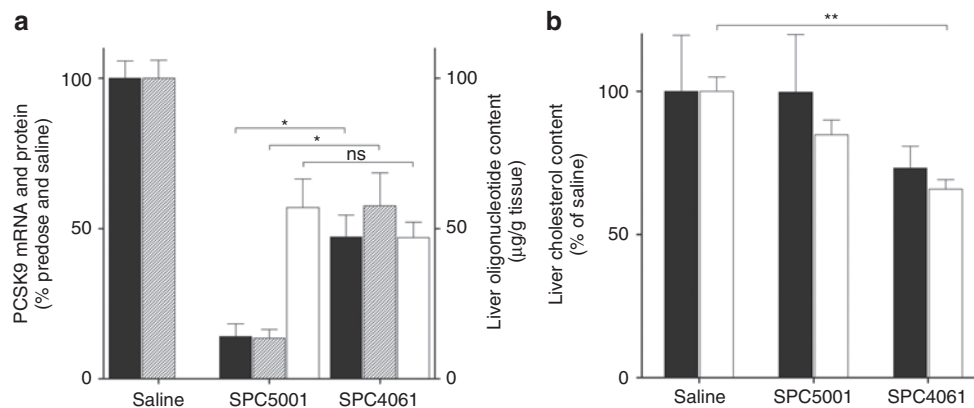 a
PCSK9 mRNA and protein
(% predose and saline)
100
50
0
*
*
ns
100
50
0
Liver oligonucleotide content
(µg/g tissue)
Saline
SPC5001
SPC4061
b
Liver cholesterol content
(% of saline)
100
50
0
**
Saline
SPC5001
SPC4061